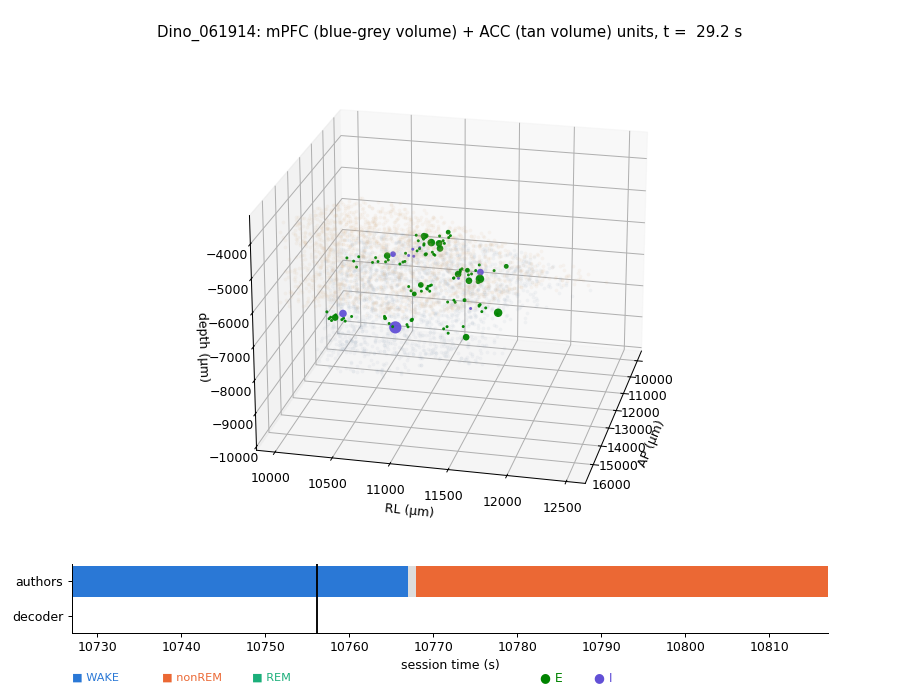 Dino_061914: mPFC (blue-grey volume) + ACC (tan volume) units, t =  29.2 s
−4000
−5000
−6000
−7000
−8000
−9000
−10000
depth (μm)
10000
10500
11000
11500
12000
12500
RL (μm)
10000
11000
12000
13000
14000
15000
16000
AP (μm)
authors
decoder
10730
10740
10750
10760
10770
10780
10790
10800
10810
session time (s)
WAKE
nonREM
REM
E
I